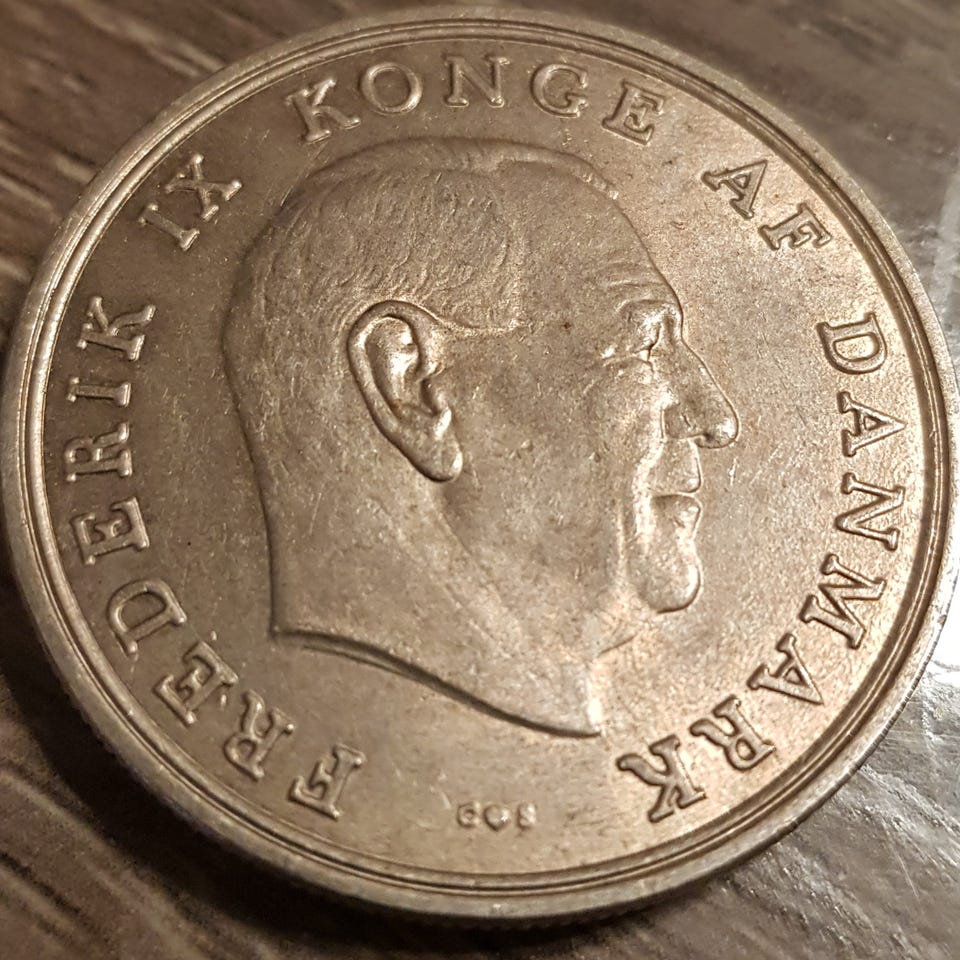 FREDERIK IX KONGE AF DANMARK
C♥S